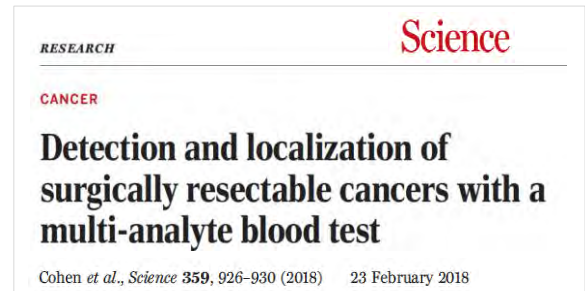 RESEARCH
Science
CANCER
Detection and localization of
surgically resectable cancers with a
multi-analyte blood test
Cohen et al., Science 359, 926–930 (2018) 23 February 2018